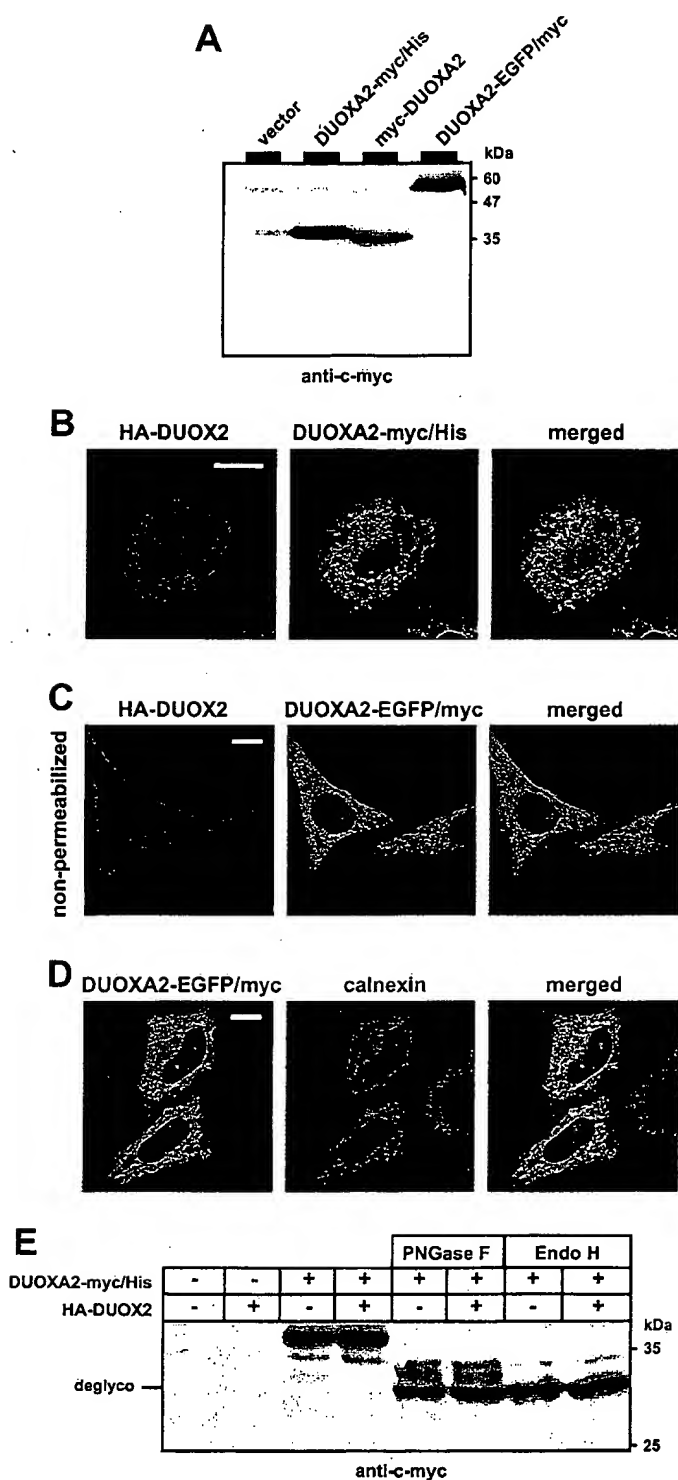 A
vector
DUOXA2-myc/His
myc-DUOXA2
DUOXA2-EGFP/myc
kDa
60
47
35
anti-c-myc
B
HA-DUOX2 DUOXA2-myc/His merged
C
HA-DUOX2 DUOXA2-EGFP/myc merged
non-permeabilized
D
DUOXA2-EGFP/myc calnexin merged
E
PNGase F Endo H
DUOXA2-myc/His - - + + + + + +
HA-DUOX2 - + - + - + - +
kDa
35
deglyco
25
anti-c-myc